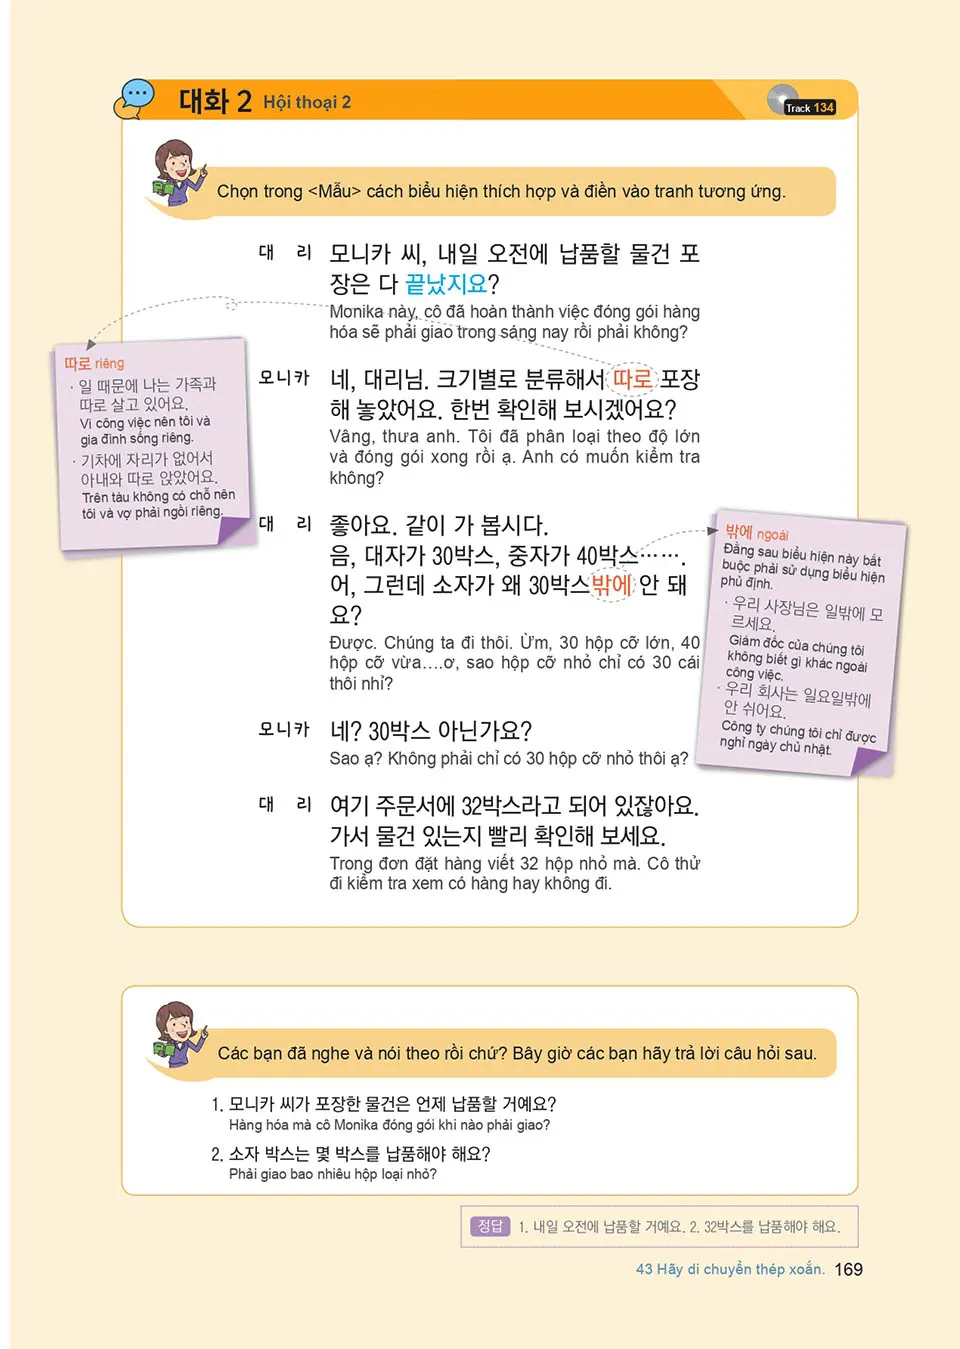 대화 2 Hội thoại 2
Track 134
Chọn trong <Mẫu> cách biểu hiện thích hợp và điền vào tranh tương ứng.
대 리 모니카 씨, 내일 오전에 납품할 물건 포
장은 다 끝났지요?
Monika này, cô đã hoàn thành việc đóng gói hàng
hóa sẽ phải giao trong sáng nay rồi phải không?
모니카 네, 대리님. 크기별로 분류해서 따로 포장
해 놓았어요. 한번 확인해 보시겠어요?
Vâng, thưa anh. Tôi đã phân loại theo độ lớn
và đóng gói xong rồi ạ. Anh có muốn kiểm tra
không?
따로 riêng
· 일 때문에 나는 가족과
따로 살고 있어요.
Vì công việc nên tôi và
gia đình sống riêng.
· 기차에 자리가 없어서
아내와 따로 앉았어요.
Trên tàu không có chỗ nên
tôi và vợ phải ngồi riêng.
대 리 좋아요. 같이 가 봅시다.
음, 대자가 30박스, 중자가 40박스…….
어, 그런데 소자가 왜 30박스밖에 안 돼
요?
Được. Chúng ta đi thôi. Ừm, 30 hộp cỡ lớn, 40
hộp cỡ vừa....ơ, sao hộp cỡ nhỏ chỉ có 30 cái
thôi nhỉ?
밖에 ngoài
Đằng sau biểu hiện này bắt
buộc phải sử dụng biểu hiện
phủ định.
· 우리 사장님은 일밖에 모
르세요.
Giám đốc của chúng tôi
không biết gì khác ngoài
công việc.
· 우리 회사는 일요일밖에
안 쉬어요.
Công ty chúng tôi chỉ được
nghỉ ngày chủ nhật.
모니카 네? 30박스 아닌가요?
Sao ạ? Không phải chỉ có 30 hộp cỡ nhỏ thôi ạ?
대 리 여기 주문서에 32박스라고 되어 있잖아요.
가서 물건 있는지 빨리 확인해 보세요.
Trong đơn đặt hàng viết 32 hộp nhỏ mà. Cô thử
đi kiểm tra xem có hàng hay không đi.
Các bạn đã nghe và nói theo rồi chứ? Bây giờ các bạn hãy trả lời câu hỏi sau.
1. 모니카 씨가 포장한 물건은 언제 납품할 거예요?
Hàng hóa mà cô Monika đóng gói khi nào phải giao?
2. 소자 박스는 몇 박스를 납품해야 해요?
Phải giao bao nhiêu hộp loại nhỏ?
정답 1. 내일 오전에 납품할 거예요. 2. 32박스를 납품해야 해요.
43 Hãy di chuyển thép xoắn. 169